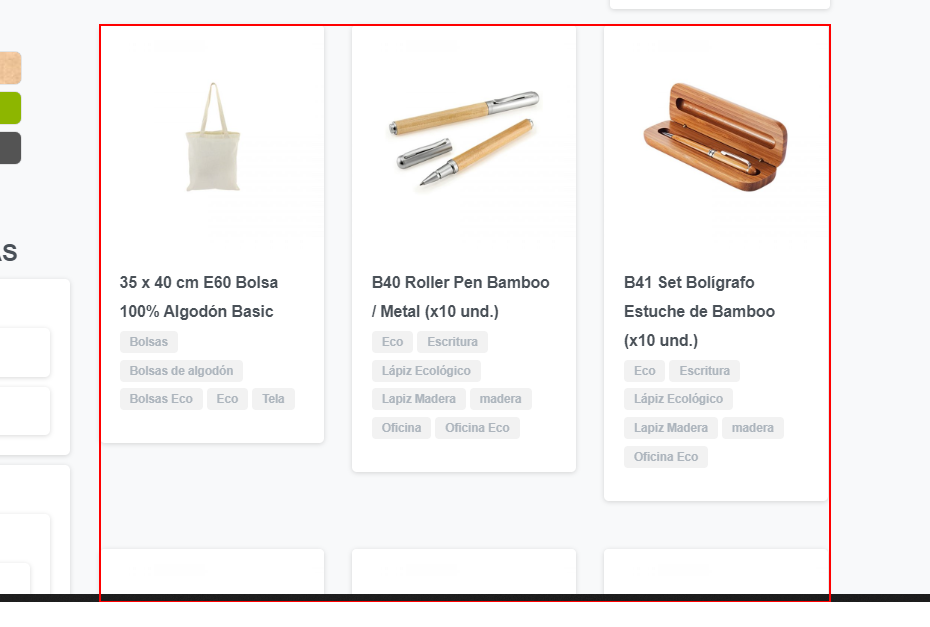 AS
35 x 40 cm E60 Bolsa
100% Algodón Basic
Bolsas
Bolsas de algodón
Bolsas Eco Eco Tela
B40 Roller Pen Bamboo
/ Metal (x10 und.)
Eco Escritura
Lápiz Ecológico
Lapiz Madera madera
Oficina Oficina Eco
B41 Set Bolígrafo
Estuche de Bamboo
(x10 und.)
Eco Escritura
Lápiz Ecológico
Lapiz Madera madera
Oficina Eco